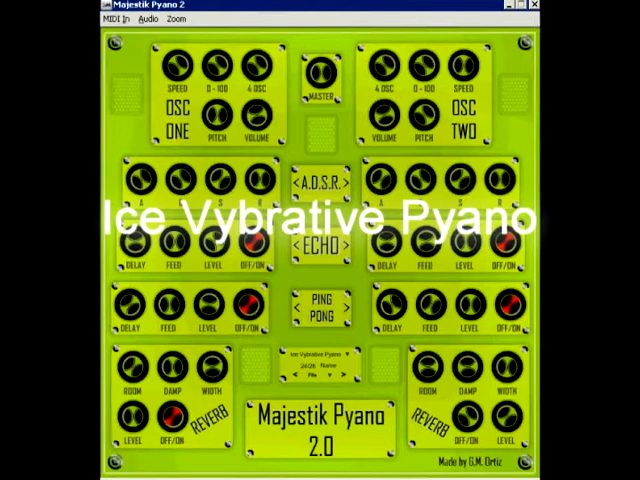 Majestik Pyano 2
MIDI In Audio Zoom
SPEED 0 - 100 4 OSC
OSC ONE
PITCH VOLUME
MASTER
4 OSC 0 - 100 SPEED
VOLUME PITCH
OSC TWO
A S R
<A.D.S.R.>
A S R
Ice Vybrative Pyano
DELAY FEED LEVEL OFF/ON
<ECHO>
DELAY FEED LEVEL OFF/ON
DELAY FEED LEVEL OFF/ON
< PING >
PONG
DELAY FEED LEVEL OFF/ON
Ice Vybrative Pyano
24/26 Name
< File >
ROOM DAMP WIDTH
LEVEL OFF/ON
REVERB
ROOM DAMP WIDTH
REVERB
OFF/ON LEVEL
Majestik Pyano
2.0
Made by G.M. Ortiz